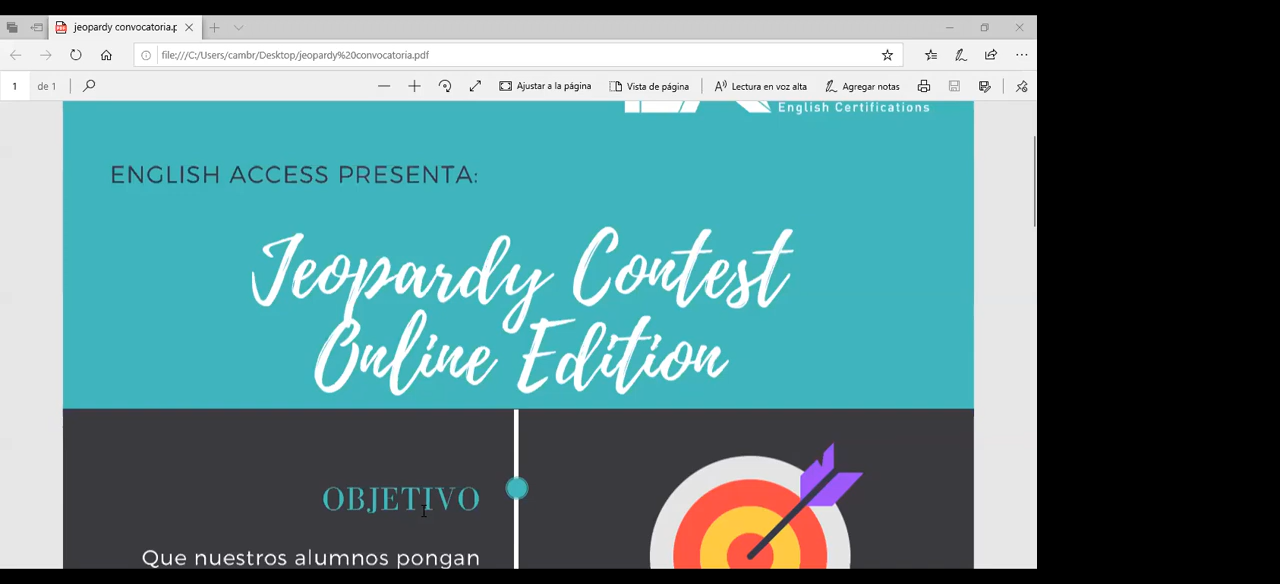 jeopardy convocatoria.p
file:///C:/Users/cambr/Desktop/jeopardy%20convocatoria.pdf
1 de 1
Ajustar a la página
Vista de página
Lectura en voz alta
Agregar notas
English Certifications
ENGLISH ACCESS PRESENTA:
Jeopardy Contest
Online Edition
OBJETIVO
Que nuestros alumnos pongan